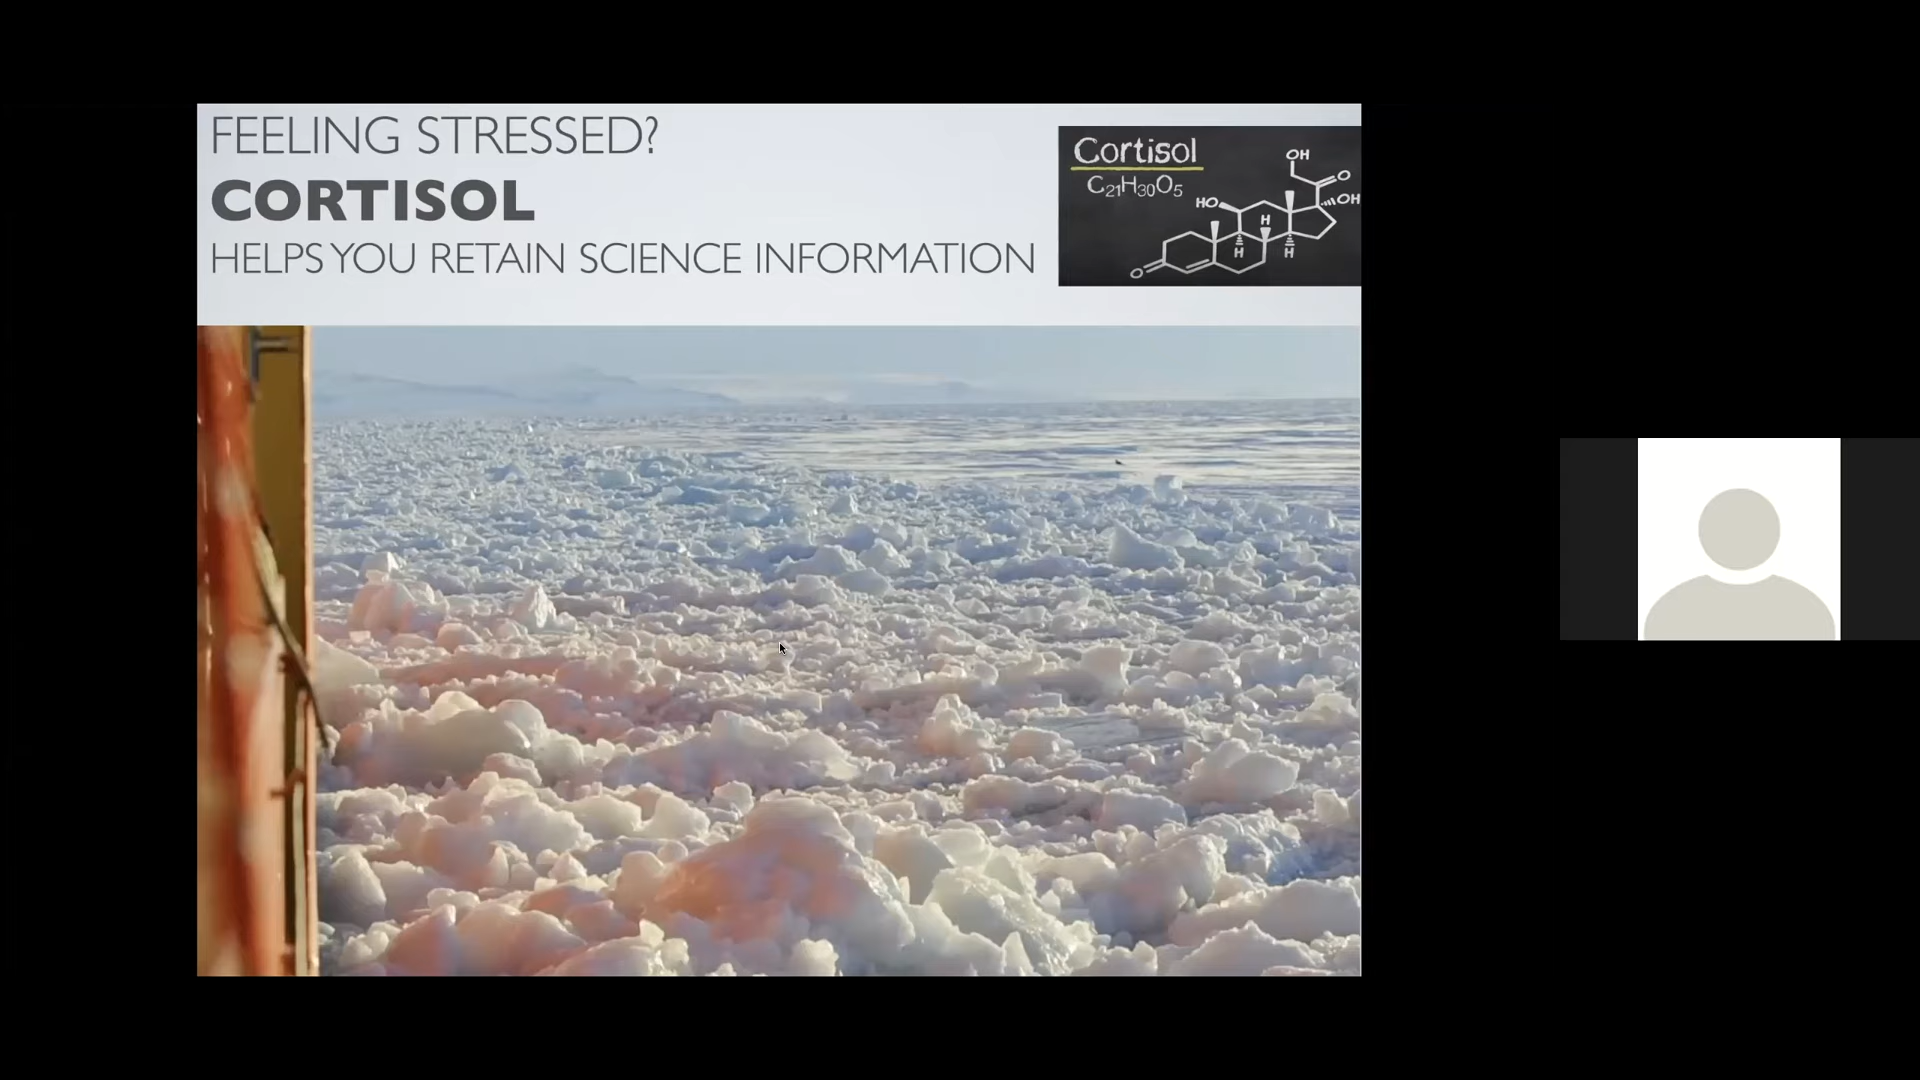 FEELING STRESSED?
CORTISOL
HELPS YOU RETAIN SCIENCE INFORMATION
Cortisol
C21H30O5
OH
O
HO
OH
H
H
H
O